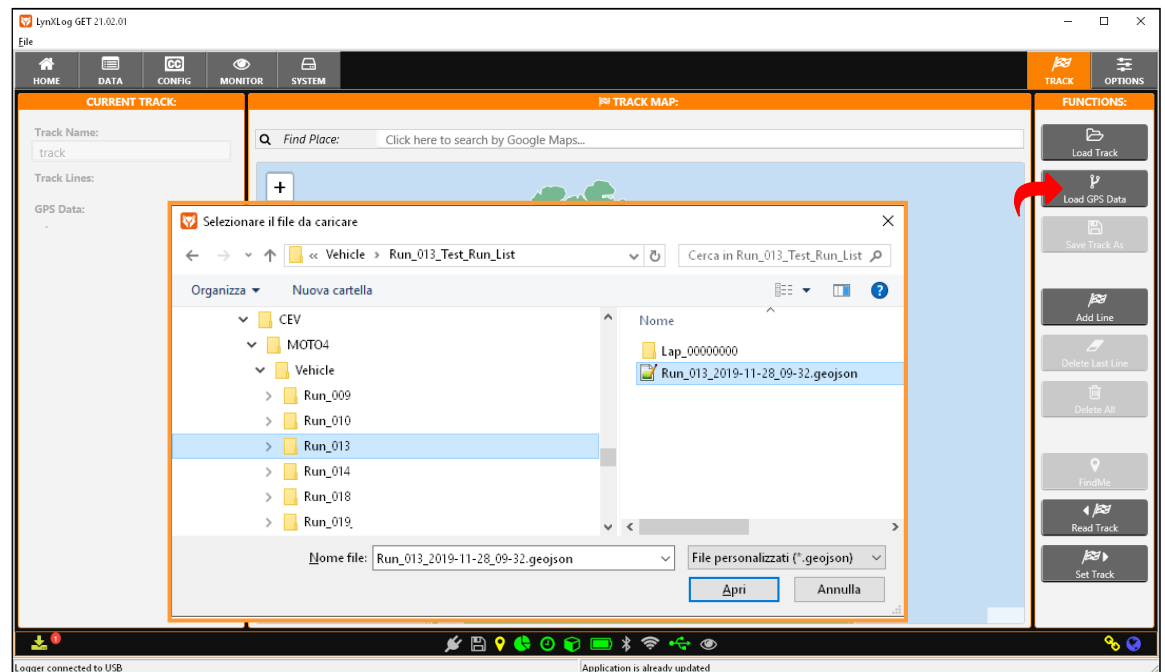 LynXLog GET 21.02.01
File
HOME DATA CONFIG MONITOR SYSTEM TRACK OPTIONS
CURRENT TRACK:
Track Name:
track
Track Lines:
GPS Data:
-
TRACK MAP:
Find Place: Click here to search by Google Maps...
+
FUNCTIONS:
Load Track
Load GPS Data
Save Track As
Add Line
Delete Last Line
Delete All
FindMe
Read Track
Set Track
Selezionare il file da caricare
« Vehicle > Run_013_Test_Run_List
Cerca in Run_013_Test_Run_List
Organizza Nuova cartella
?
CEV
MOTO4
Vehicle
Run_009
Run_010
Run_013
Run_014
Run_018
Run_019_
Nome
Lap_00000000
Run_013_2019-11-28_09-32.geojson
Nome file: Run_013_2019-11-28_09-32.geojson
File personalizzati (*.geojson)
Apri Annulla
1
Logger connected to USB
Application is already updated